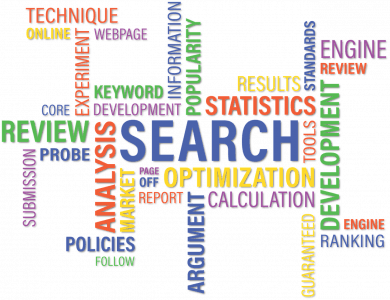 TECHNIQUE
ONLINE WEBPAGE
EXPERIMENT
INFORMATION
POPULARITY
STANDARDS
ENGINE
REVIEW
RESULTS
KEYWORD
CORE DEVELOPMENT
STATISTICS
REVIEW
SEARCH
TOOLS
DEVELOPMENT
PROBE
SUBMISSION
ANALYSIS
MARKET
PAGE
OFF
OPTIMIZATION
REPORT
ARGUMENT
CALCULATION
GUARANTEED
ENGINE
RANKING
POLICIES
FOLLOW